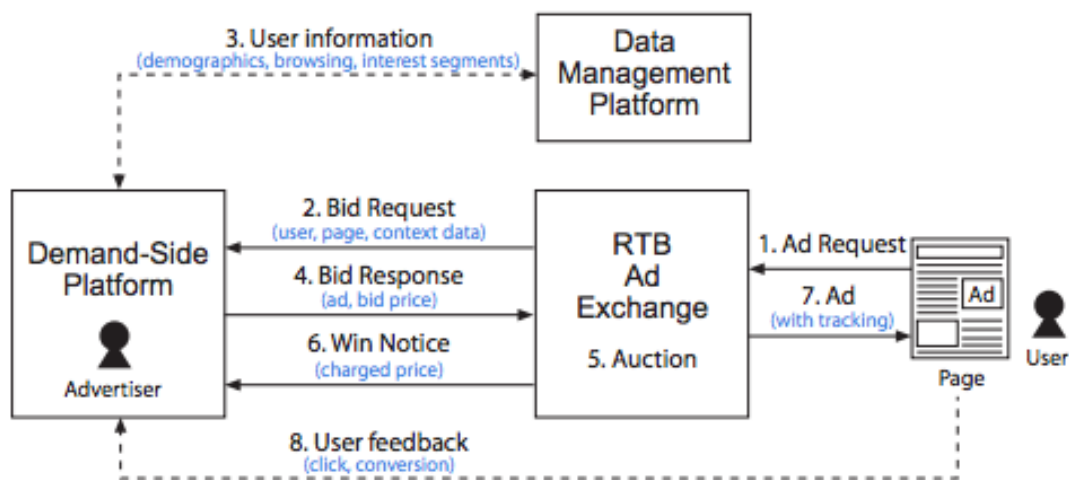 3. User information
(demographics, browsing, interest segments)
Data
Management
Platform
Demand-Side
Platform
Advertiser
2. Bid Request
(user, page, context data)
4. Bid Response
(ad, bid price)
6. Win Notice
(charged price)
RTB
Ad
Exchange
5. Auction
1. Ad Request
7. Ad
(with tracking)
Ad
Page
User
8. User feedback
(click, conversion)